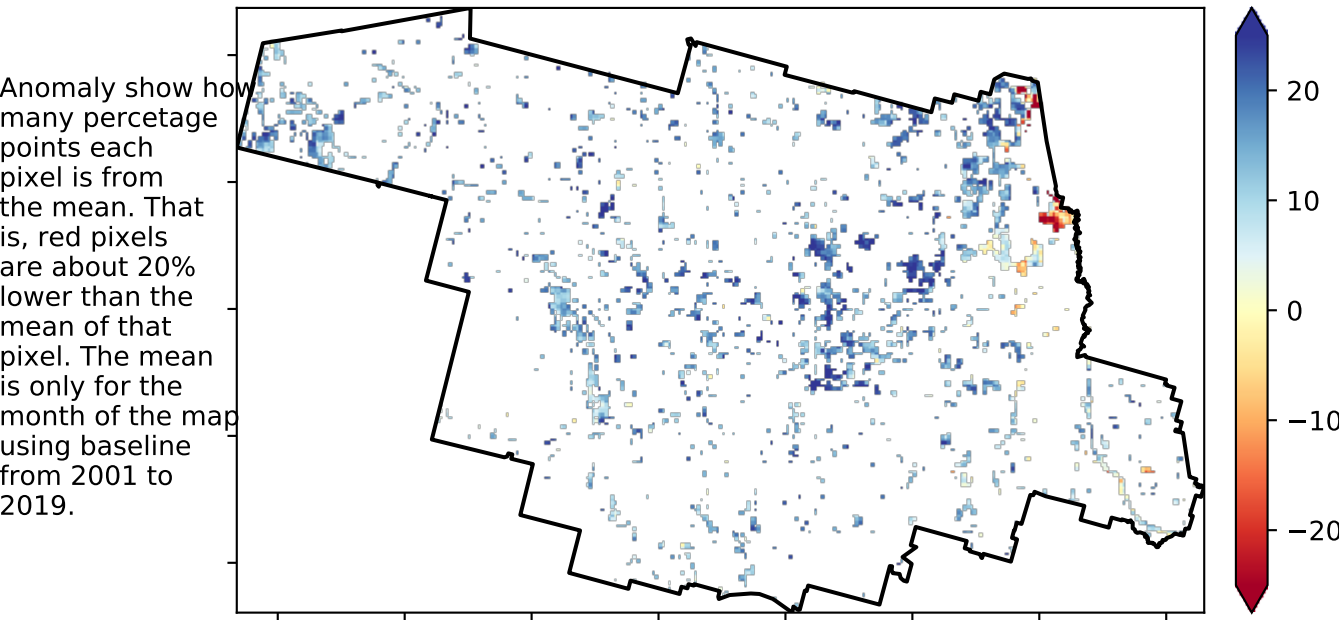 Anomaly show how
many percetage
points each
pixel is from
the mean. That
is, red pixels
are about 20%
lower than the
mean of that
pixel. The mean
is only for the
month of the map
using baseline
from 2001 to
2019.
20
10
0
−10
−20